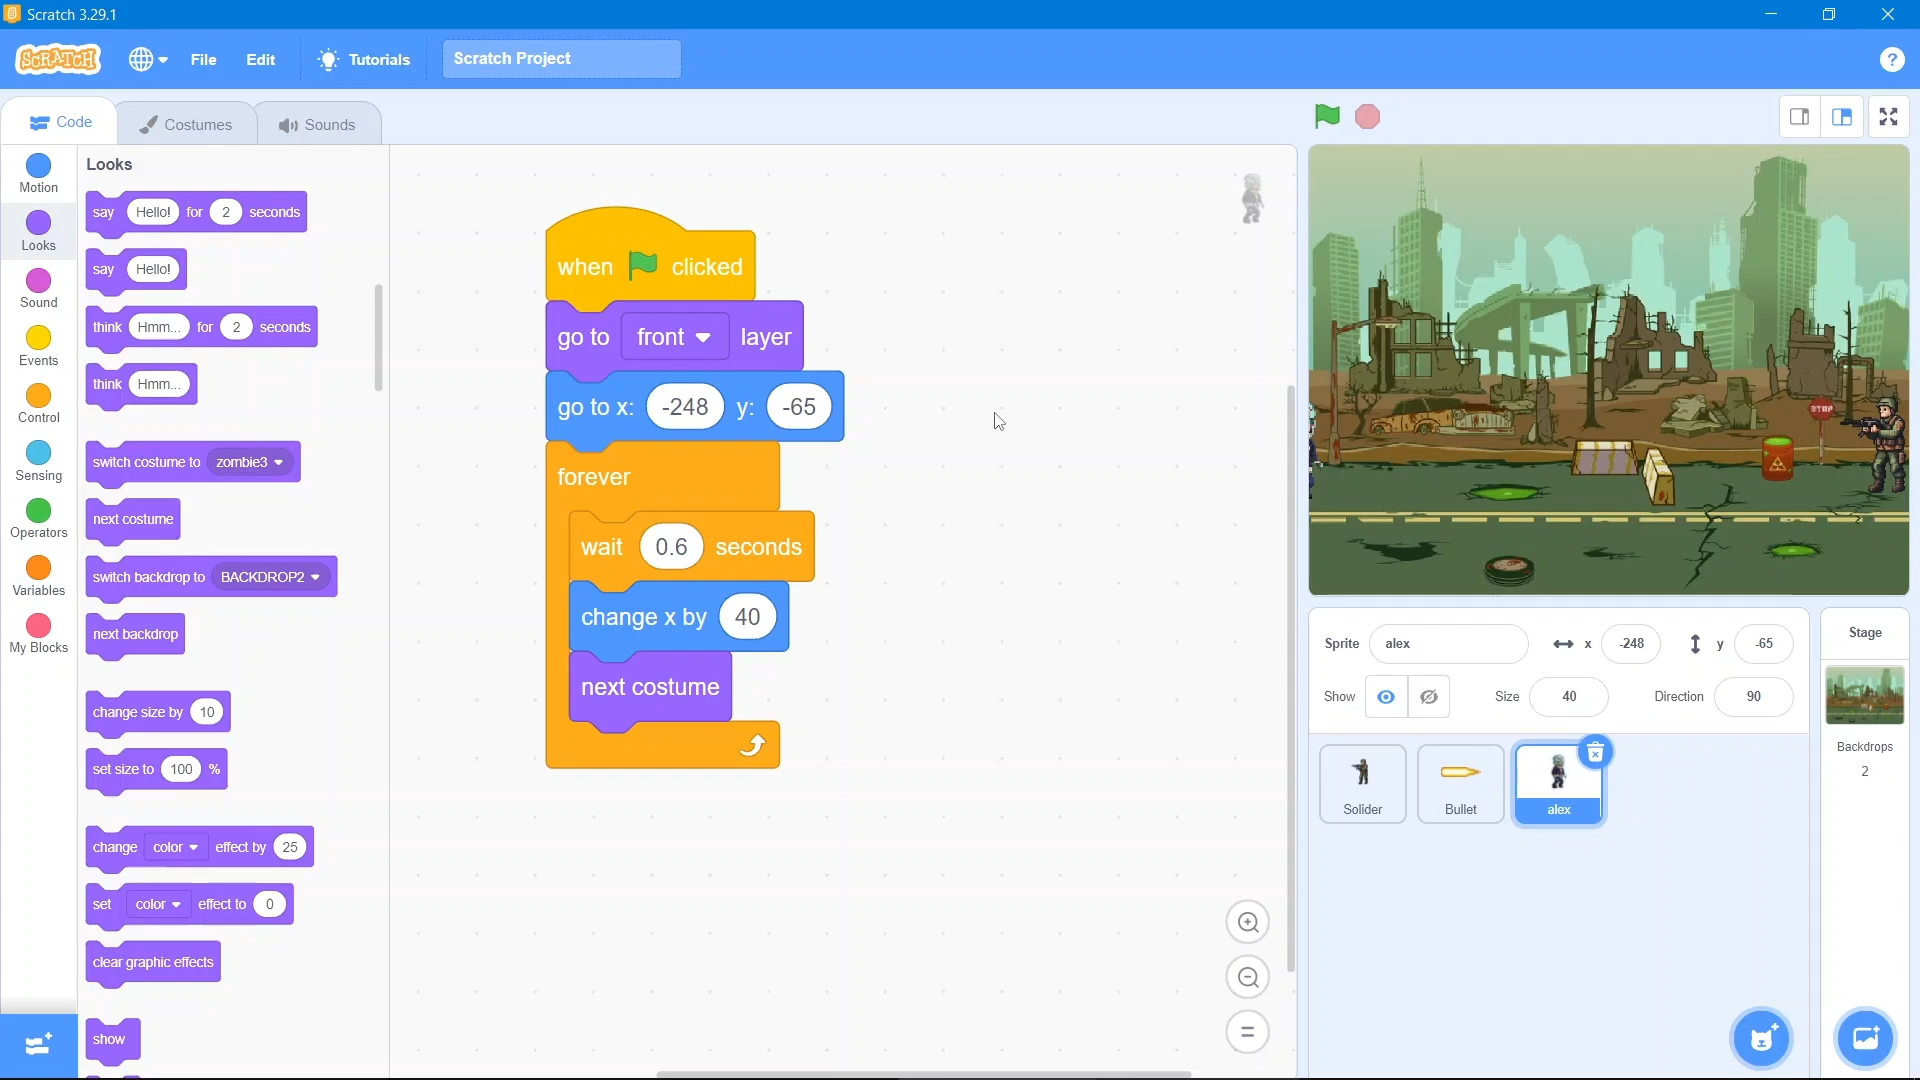 Scratch 3.29.1
SCRATCH
File
Edit
Tutorials
Scratch Project
?
Code
Costumes
Sounds
Motion
Looks
Sound
Events
Control
Sensing
Operators
Variables
My Blocks
Looks
say Hello! for 2 seconds
say Hello!
think Hmm... for 2 seconds
think Hmm...
switch costume to zombie3
next costume
switch backdrop to BACKDROP2
next backdrop
change size by 10
set size to 100 %
change color effect by 25
set color effect to 0
clear graphic effects
show
when clicked
go to front layer
go to x: -248 y: -65
forever
wait 0.6 seconds
change x by 40
next costume
STOP
Sprite alex x -248 y -65
Show Size 40 Direction 90
Solider
Bullet
alex
Stage
Backdrops
2